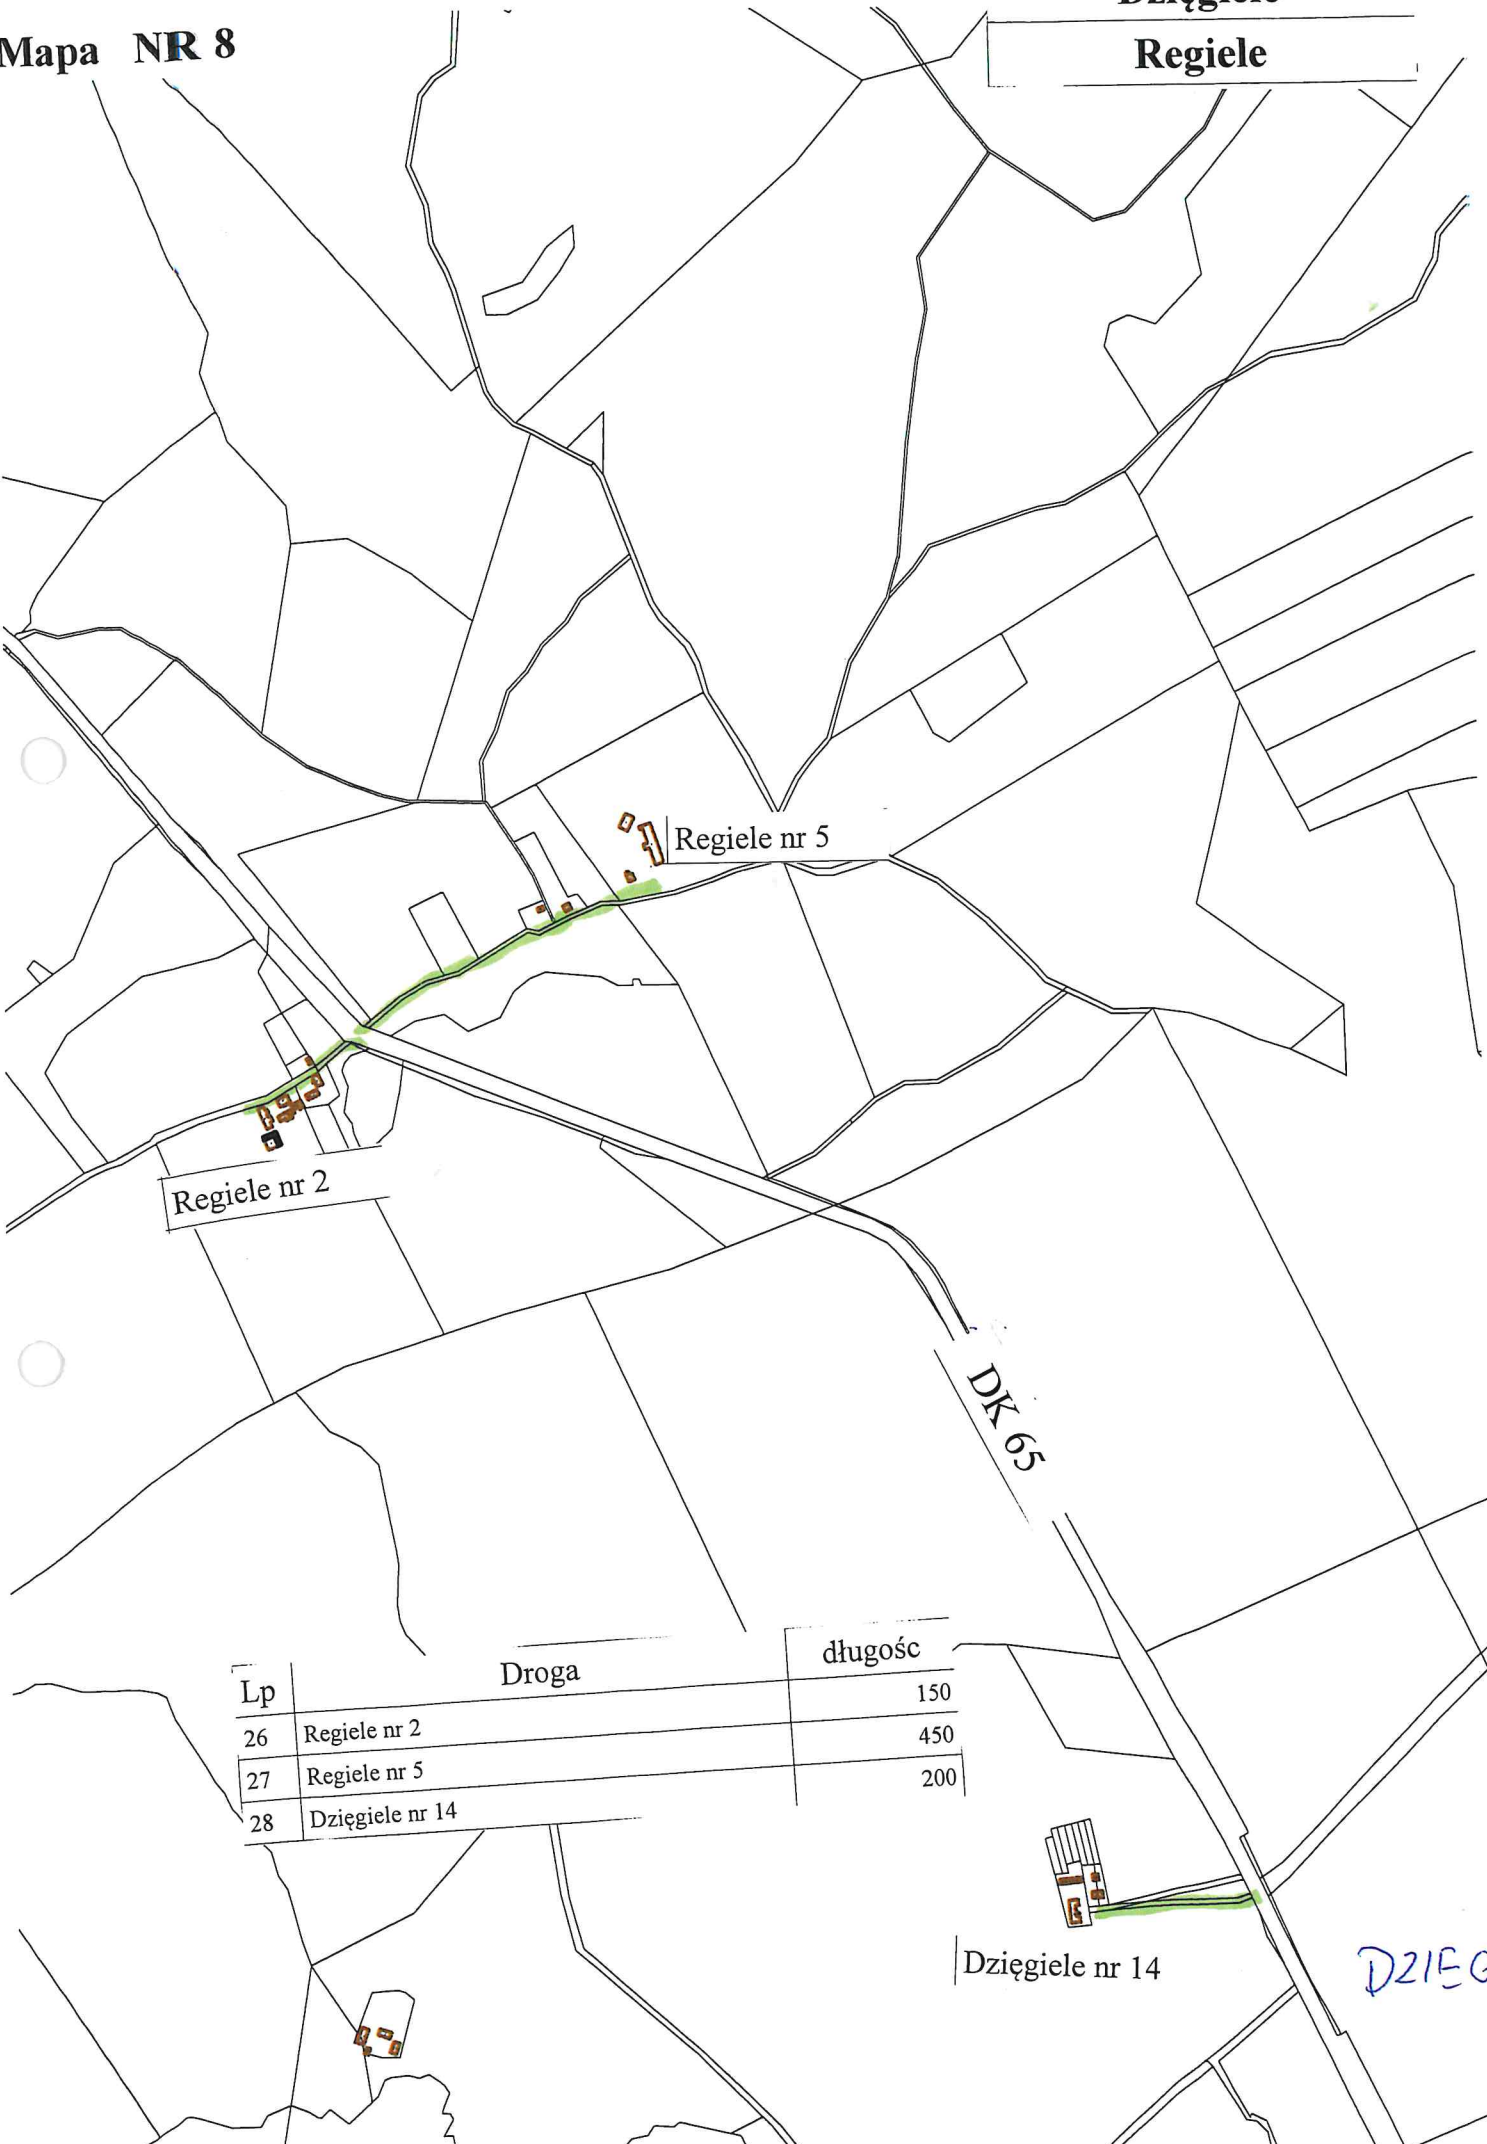 Mapa NR 8
Dzięgiele
Regiele
Regiele nr 5
Regiele nr 2
DK 65
Lp Droga długośc
26 Regiele nr 2 150
27 Regiele nr 5 450
28 Dzięgiele nr 14 200
Dzięgiele nr 14